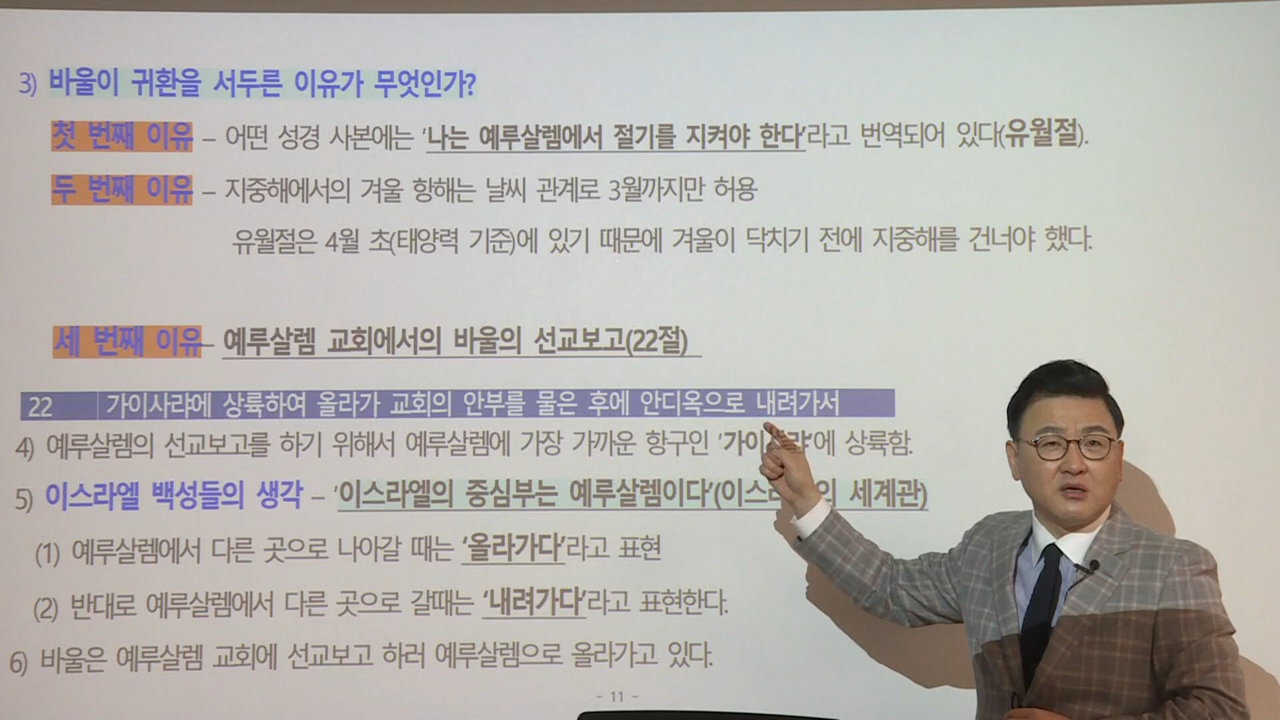 3) 바울이 귀환을 서두른 이유가 무엇인가?
첫 번째 이유 – 어떤 성경 사본에는 '나는 예루살렘에서 절기를 지켜야 한다'라고 번역되어 있다(유월절).
두 번째 이유 – 지중해에서의 겨울 항해는 날씨 관계로 3월까지만 허용
유월절은 4월 초(태양력 기준)에 있기 때문에 겨울이 닥치기 전에 지중해를 건너야 했다.
세 번째 이유– 예루살렘 교회에서의 바울의 선교보고(22절)
22 가이사랴에 상륙하여 올라가 교회의 안부를 물은 후에 안디옥으로 내려가서
4) 예루살렘의 선교보고를 하기 위해서 예루살렘에 가장 가까운 항구인 '가이사랴'에 상륙함.
5) 이스라엘 백성들의 생각 – '이스라엘의 중심부는 예루살렘이다'(이스라엘의 세계관)
(1) 예루살렘에서 다른 곳으로 나아갈 때는 '올라가다'라고 표현
(2) 반대로 예루살렘에서 다른 곳으로 갈때는 '내려가다'라고 표현한다.
6) 바울은 예루살렘 교회에 선교보고 하러 예루살렘으로 올라가고 있다.
- 11 -